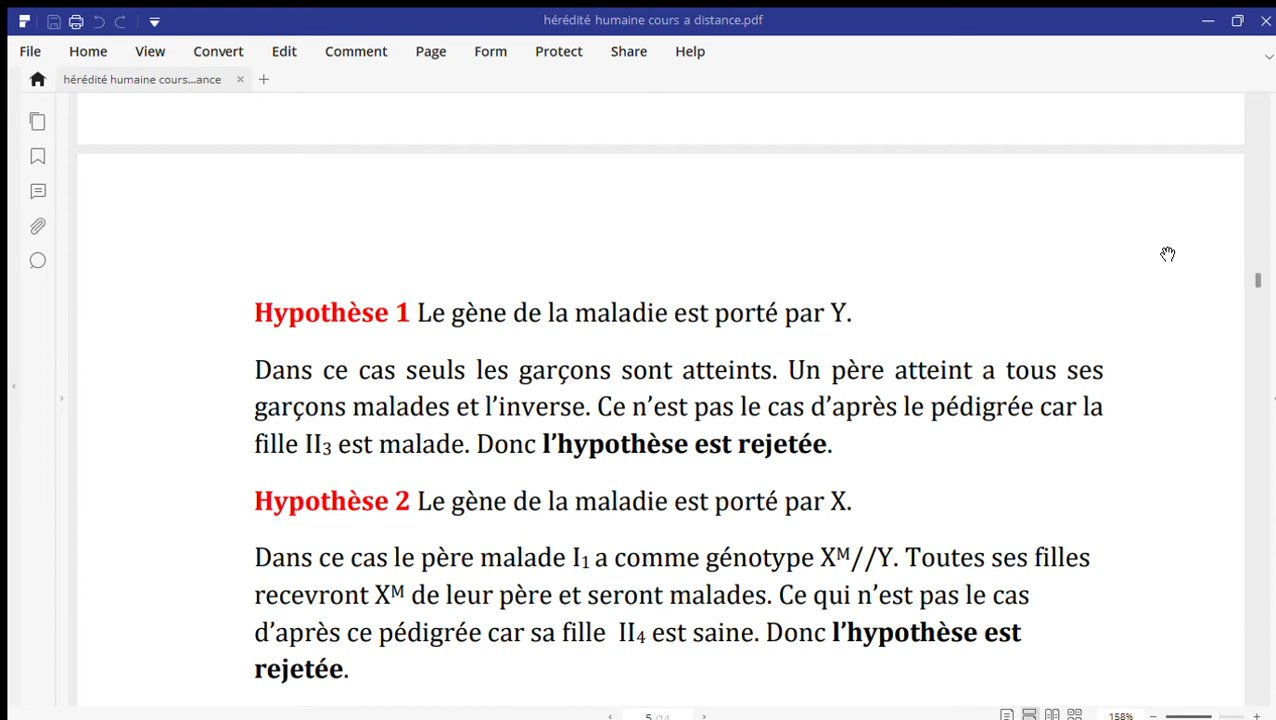 hérédité humaine cours a distance.pdf
File Home View Convert Edit Comment Page Form Protect Share Help
hérédité humaine cours...ance
Hypothèse 1 Le gène de la maladie est porté par Y.
Dans ce cas seuls les garçons sont atteints. Un père atteint a tous ses
garçons malades et l’inverse. Ce n’est pas le cas d’après le pédigrée car la
fille II₃ est malade. Donc l’hypothèse est rejetée.
Hypothèse 2 Le gène de la maladie est porté par X.
Dans ce cas le père malade I₁ a comme génotype Xᴹ//Y. Toutes ses filles
recevront Xᴹ de leur père et seront malades. Ce qui n’est pas le cas
d’après ce pédigrée car sa fille II₄ est saine. Donc l’hypothèse est
rejetée.
5 /14
158%